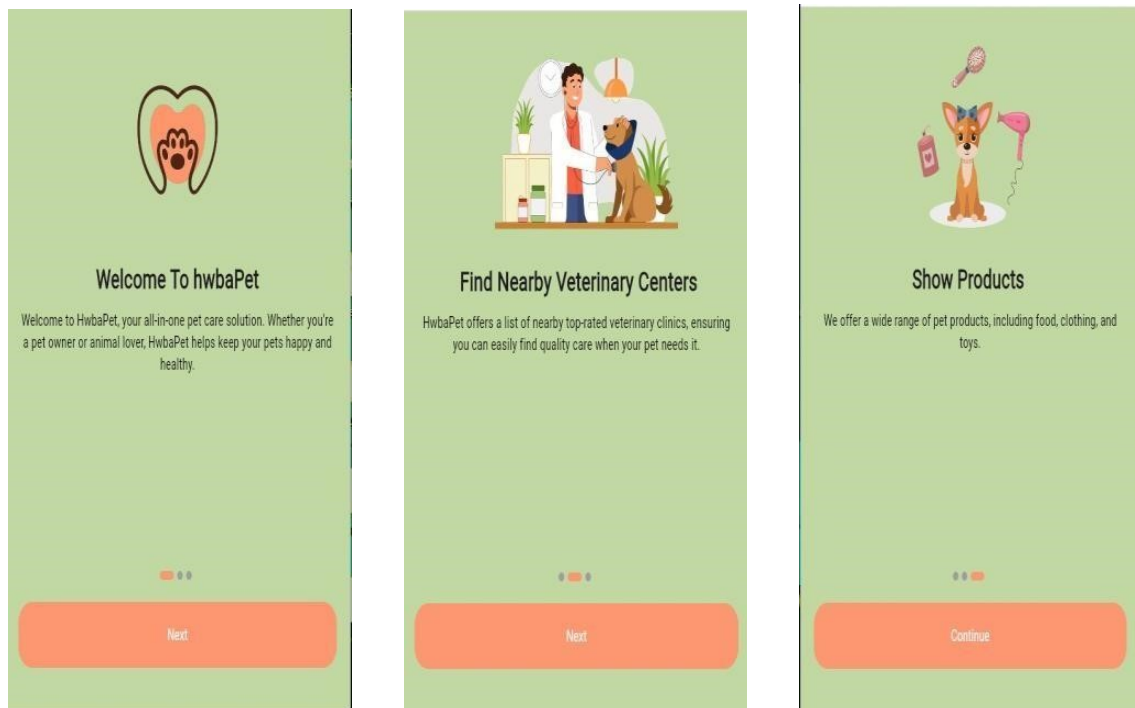 Welcome To hwbaPet
Welcome to HwbaPet, your all-in-one pet care solution. Whether you're
a pet owner or animal lover, HwbaPet helps keep your pets happy and
healthy.
Next
Find Nearby Veterinary Centers
HwbaPet offers a list of nearby top-rated veterinary clinics, ensuring
you can easily find quality care when your pet needs it.
Next
Show Products
We offer a wide range of pet products, including food, clothing, and
toys.
Continue